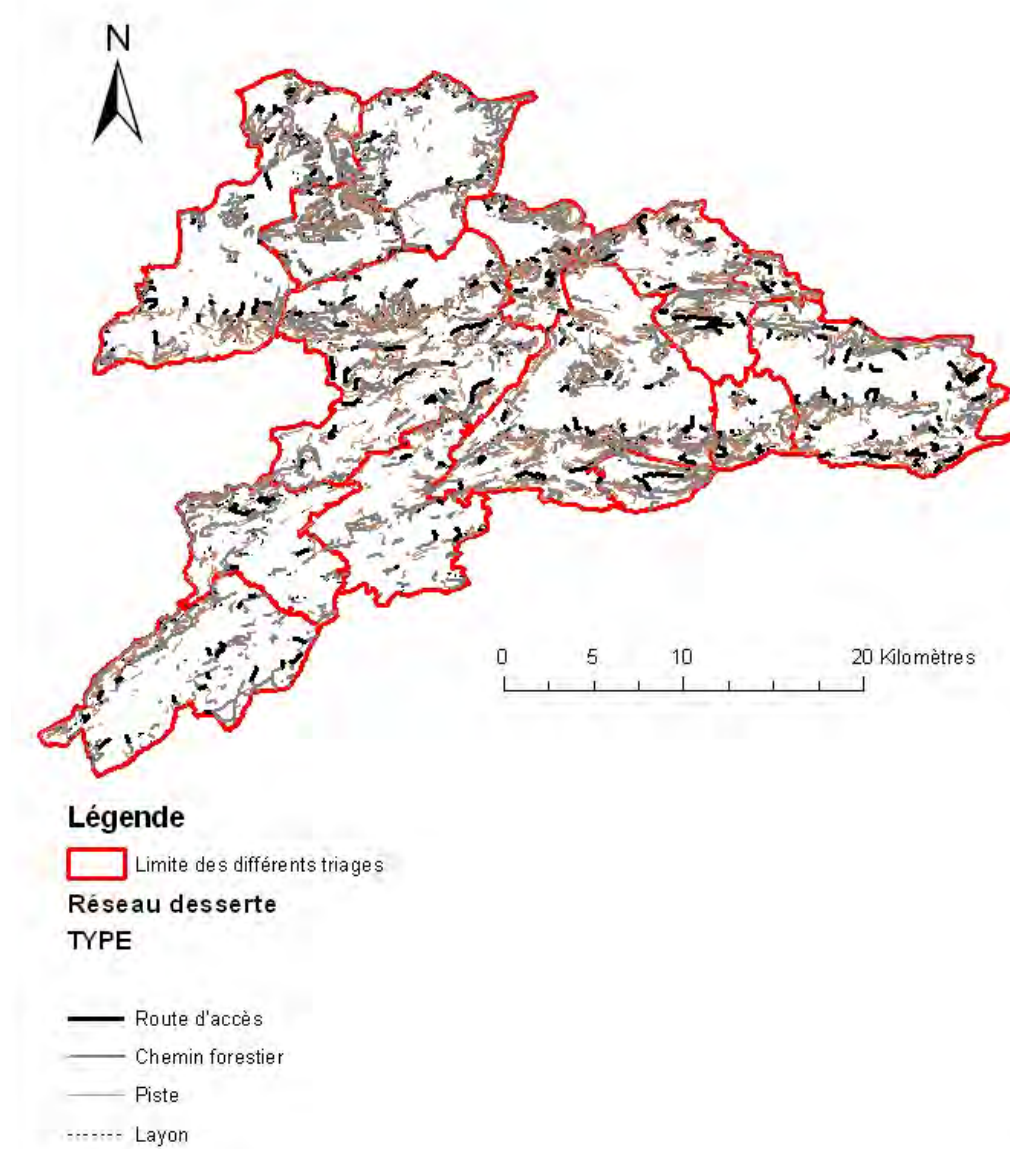 N
0 5 10 20 Kilomètres
Légende
Limite des différents triages
Réseau desserte
TYPE
Route d'accès
Chemin forestier
Piste
Layon